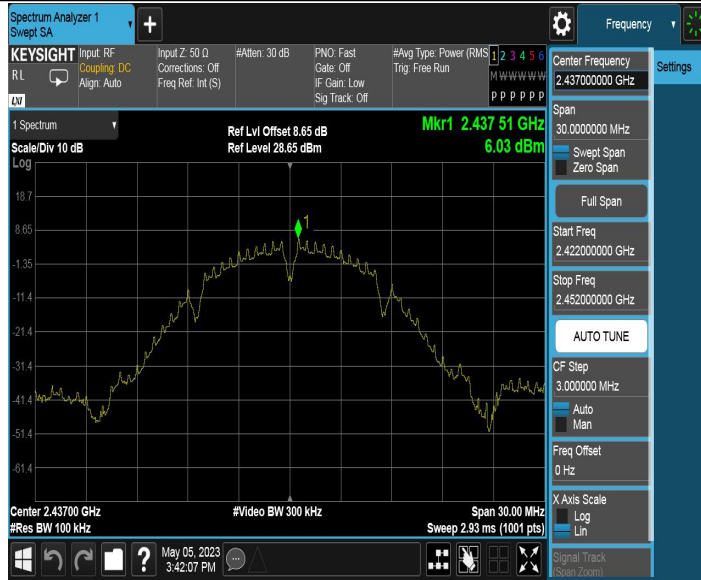 Spectrum Analyzer 1
Swept SA
Frequency
KEYSIGHT
RL
LXI
Input: RF
Coupling: DC
Align: Auto
Input Z: 50 Ω
Corrections: Off
Freq Ref: Int (S)
#Atten: 30 dB
PNO: Fast
Gate: Off
IF Gain: Low
Sig Track: Off
#Avg Type: Power (RMS
Trig: Free Run
1 2 3 4 5 6
M W W W W W
P P P P P P
Settings
Center Frequency
2.437000000 GHz
Span
30.0000000 MHz
Swept Span
Zero Span
Full Span
Start Freq
2.422000000 GHz
Stop Freq
2.452000000 GHz
AUTO TUNE
CF Step
3.000000 MHz
Auto
Man
Freq Offset
0 Hz
X Axis Scale
Log
Lin
Signal Track
(Span Zoom)
1 Spectrum
Scale/Div 10 dB
Log
Ref Lvl Offset 8.65 dB
Ref Level 28.65 dBm
Mkr1 2.437 51 GHz
6.03 dBm
1
18.7
8.65
-1.35
-11.4
-21.4
-31.4
-41.4
-51.4
-61.4
Center 2.43700 GHz
#Res BW 100 kHz
#Video BW 300 kHz
Span 30.00 MHz
Sweep 2.93 ms (1001 pts)
?
May 05, 2023
3:42:07 PM